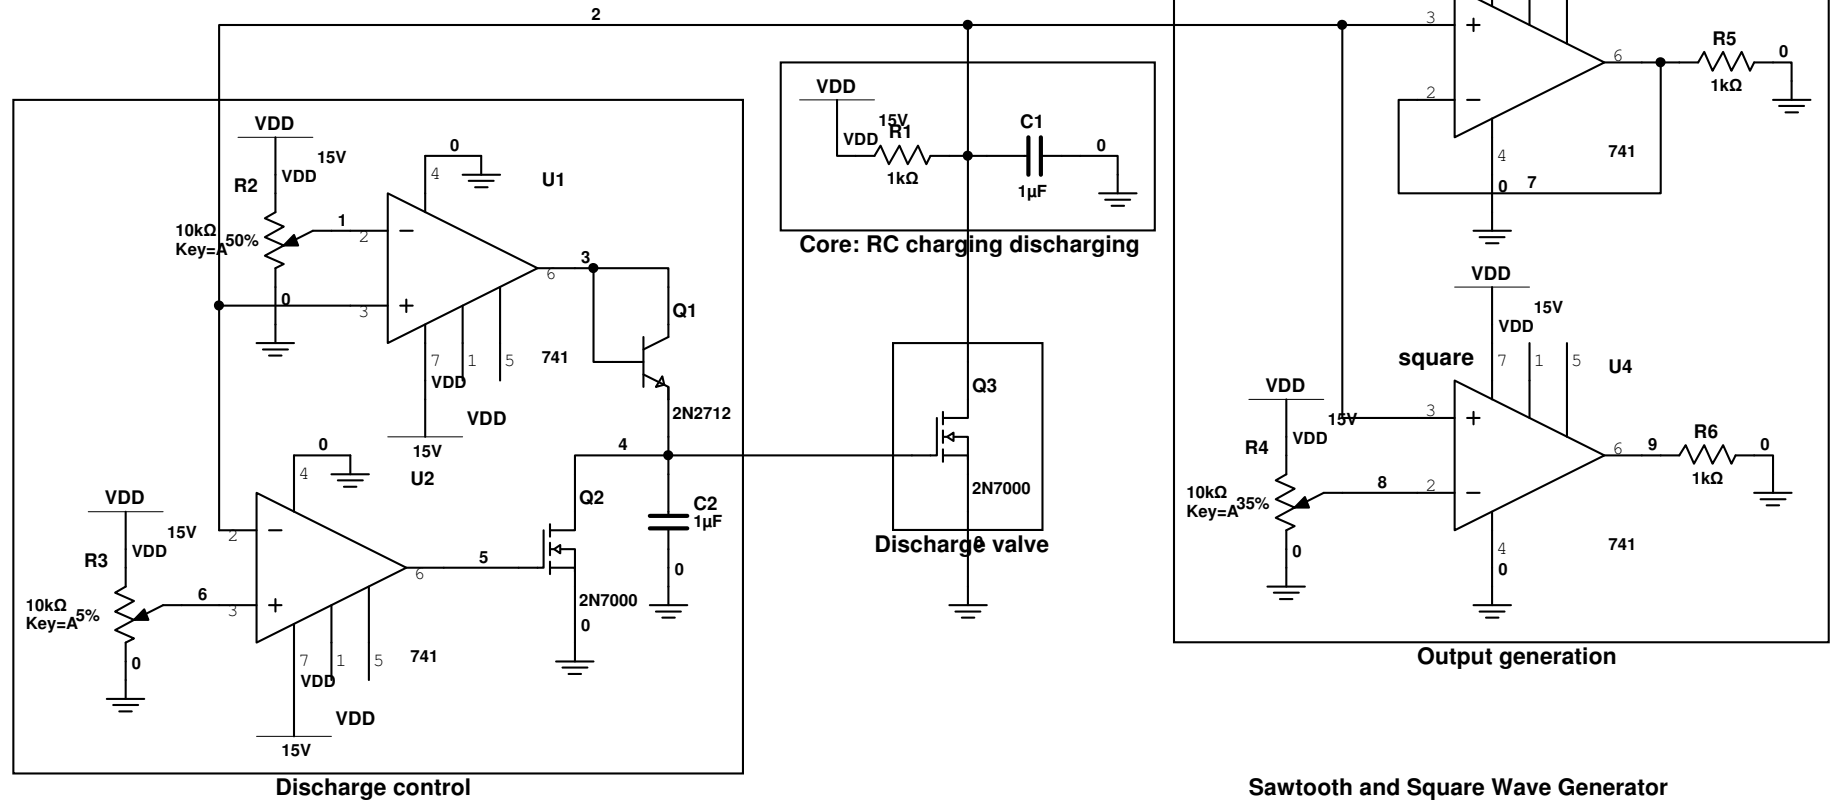 2
3
2
6
4
0
7
741
R5
1kΩ
0
VDD
15V
VDD
R1
1kΩ
C1
1µF
0
Core: RC charging discharging
VDD
15V
VDD
R2
10kΩ
Key=A
50%
0
1
2
3
4
0
U1
6
3
7
1
5
741
VDD
VDD
15V
Q1
2N2712
U2
0
4
VDD
15V
VDD
R3
10kΩ
Key=A
5%
0
6
2
3
6
5
7
1
5
741
VDD
VDD
15V
Q2
2N7000
0
4
C2
1µF
0
Discharge control
Q3
2N7000
0
Discharge valve
VDD
15V
VDD
square
7
1
5
U4
VDD
15V
VDD
R4
10kΩ
Key=A
35%
0
8
3
2
6
9
4
0
741
R6
1kΩ
0
Output generation
Sawtooth and Square Wave Generator